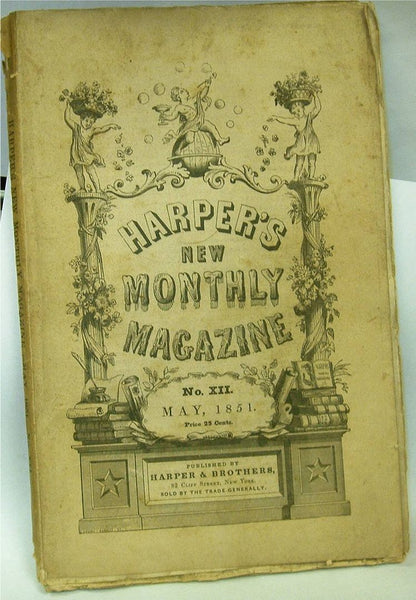 HARPER'S
NEW
MONTHLY
MAGAZINE
No. XII.
MAY, 1851.
Price 25 Cents.
PUBLISHED BY
HARPER & BROTHERS,
82 Cliff Street, New York.
SOLD BY THE TRADE GENERALLY.